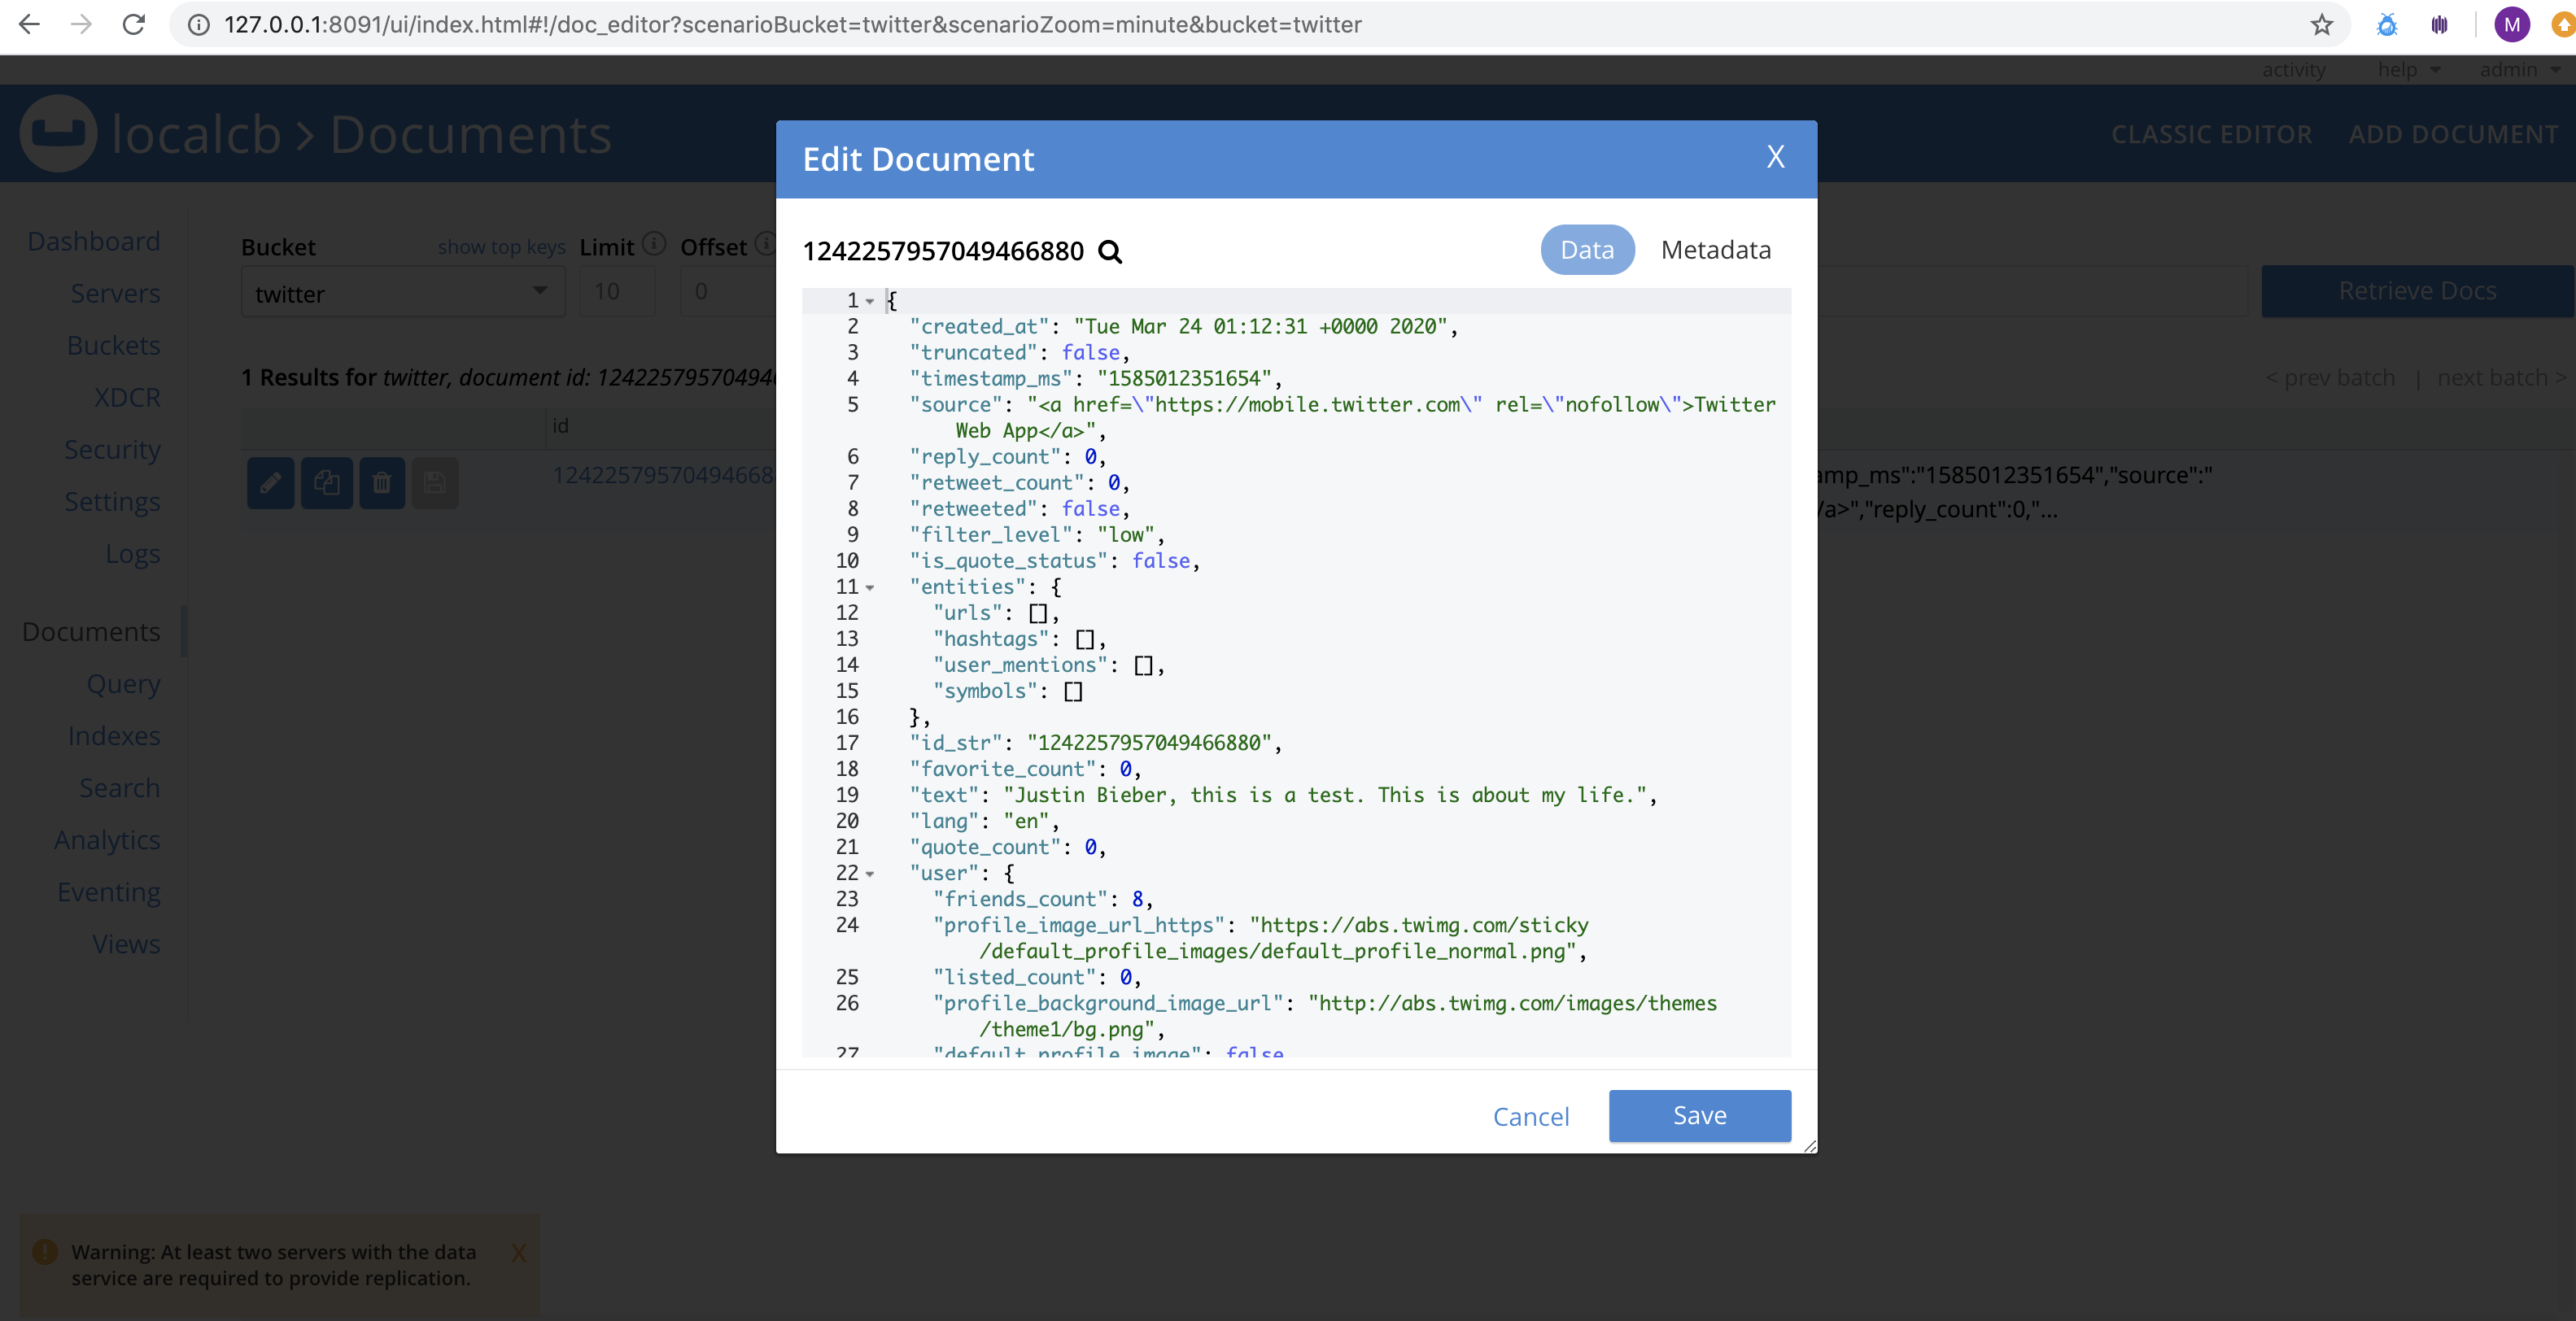 127.0.0.1:8091/ui/index.html#!/doc_editor?scenarioBucket=twitter&scenarioZoom=minute&bucket=twitter
M
activity help admin
localcb > Documents
CLASSIC EDITOR ADD DOCUMENT
Dashboard
Servers
Buckets
XDCR
Security
Settings
Logs
Documents
Query
Indexes
Search
Analytics
Eventing
Views
Bucket show top keys Limit Offset
twitter 10 0
Retrieve Docs
1 Results for twitter, document id: 12422579570494
< prev batch | next batch >
id
12422579570494668
amp_ms":"1585012351654","source":"
/a>","reply_count":0,"...
Edit Document X
1242257957049466880 Data Metadata
1 {
2 "created_at": "Tue Mar 24 01:12:31 +0000 2020",
3 "truncated": false,
4 "timestamp_ms": "1585012351654",
5 "source": "<a href=\"https://mobile.twitter.com\" rel=\"nofollow\">Twitter
Web App</a>",
6 "reply_count": 0,
7 "retweet_count": 0,
8 "retweeted": false,
9 "filter_level": "low",
10 "is_quote_status": false,
11 "entities": {
12 "urls": [],
13 "hashtags": [],
14 "user_mentions": [],
15 "symbols": []
16 },
17 "id_str": "1242257957049466880",
18 "favorite_count": 0,
19 "text": "Justin Bieber, this is a test. This is about my life.",
20 "lang": "en",
21 "quote_count": 0,
22 "user": {
23 "friends_count": 8,
24 "profile_image_url_https": "https://abs.twimg.com/sticky
/default_profile_images/default_profile_normal.png",
25 "listed_count": 0,
26 "profile_background_image_url": "http://abs.twimg.com/images/themes
/theme1/bg.png",
27 "default_profile_image": false
Cancel Save
Warning: At least two servers with the data X
service are required to provide replication.